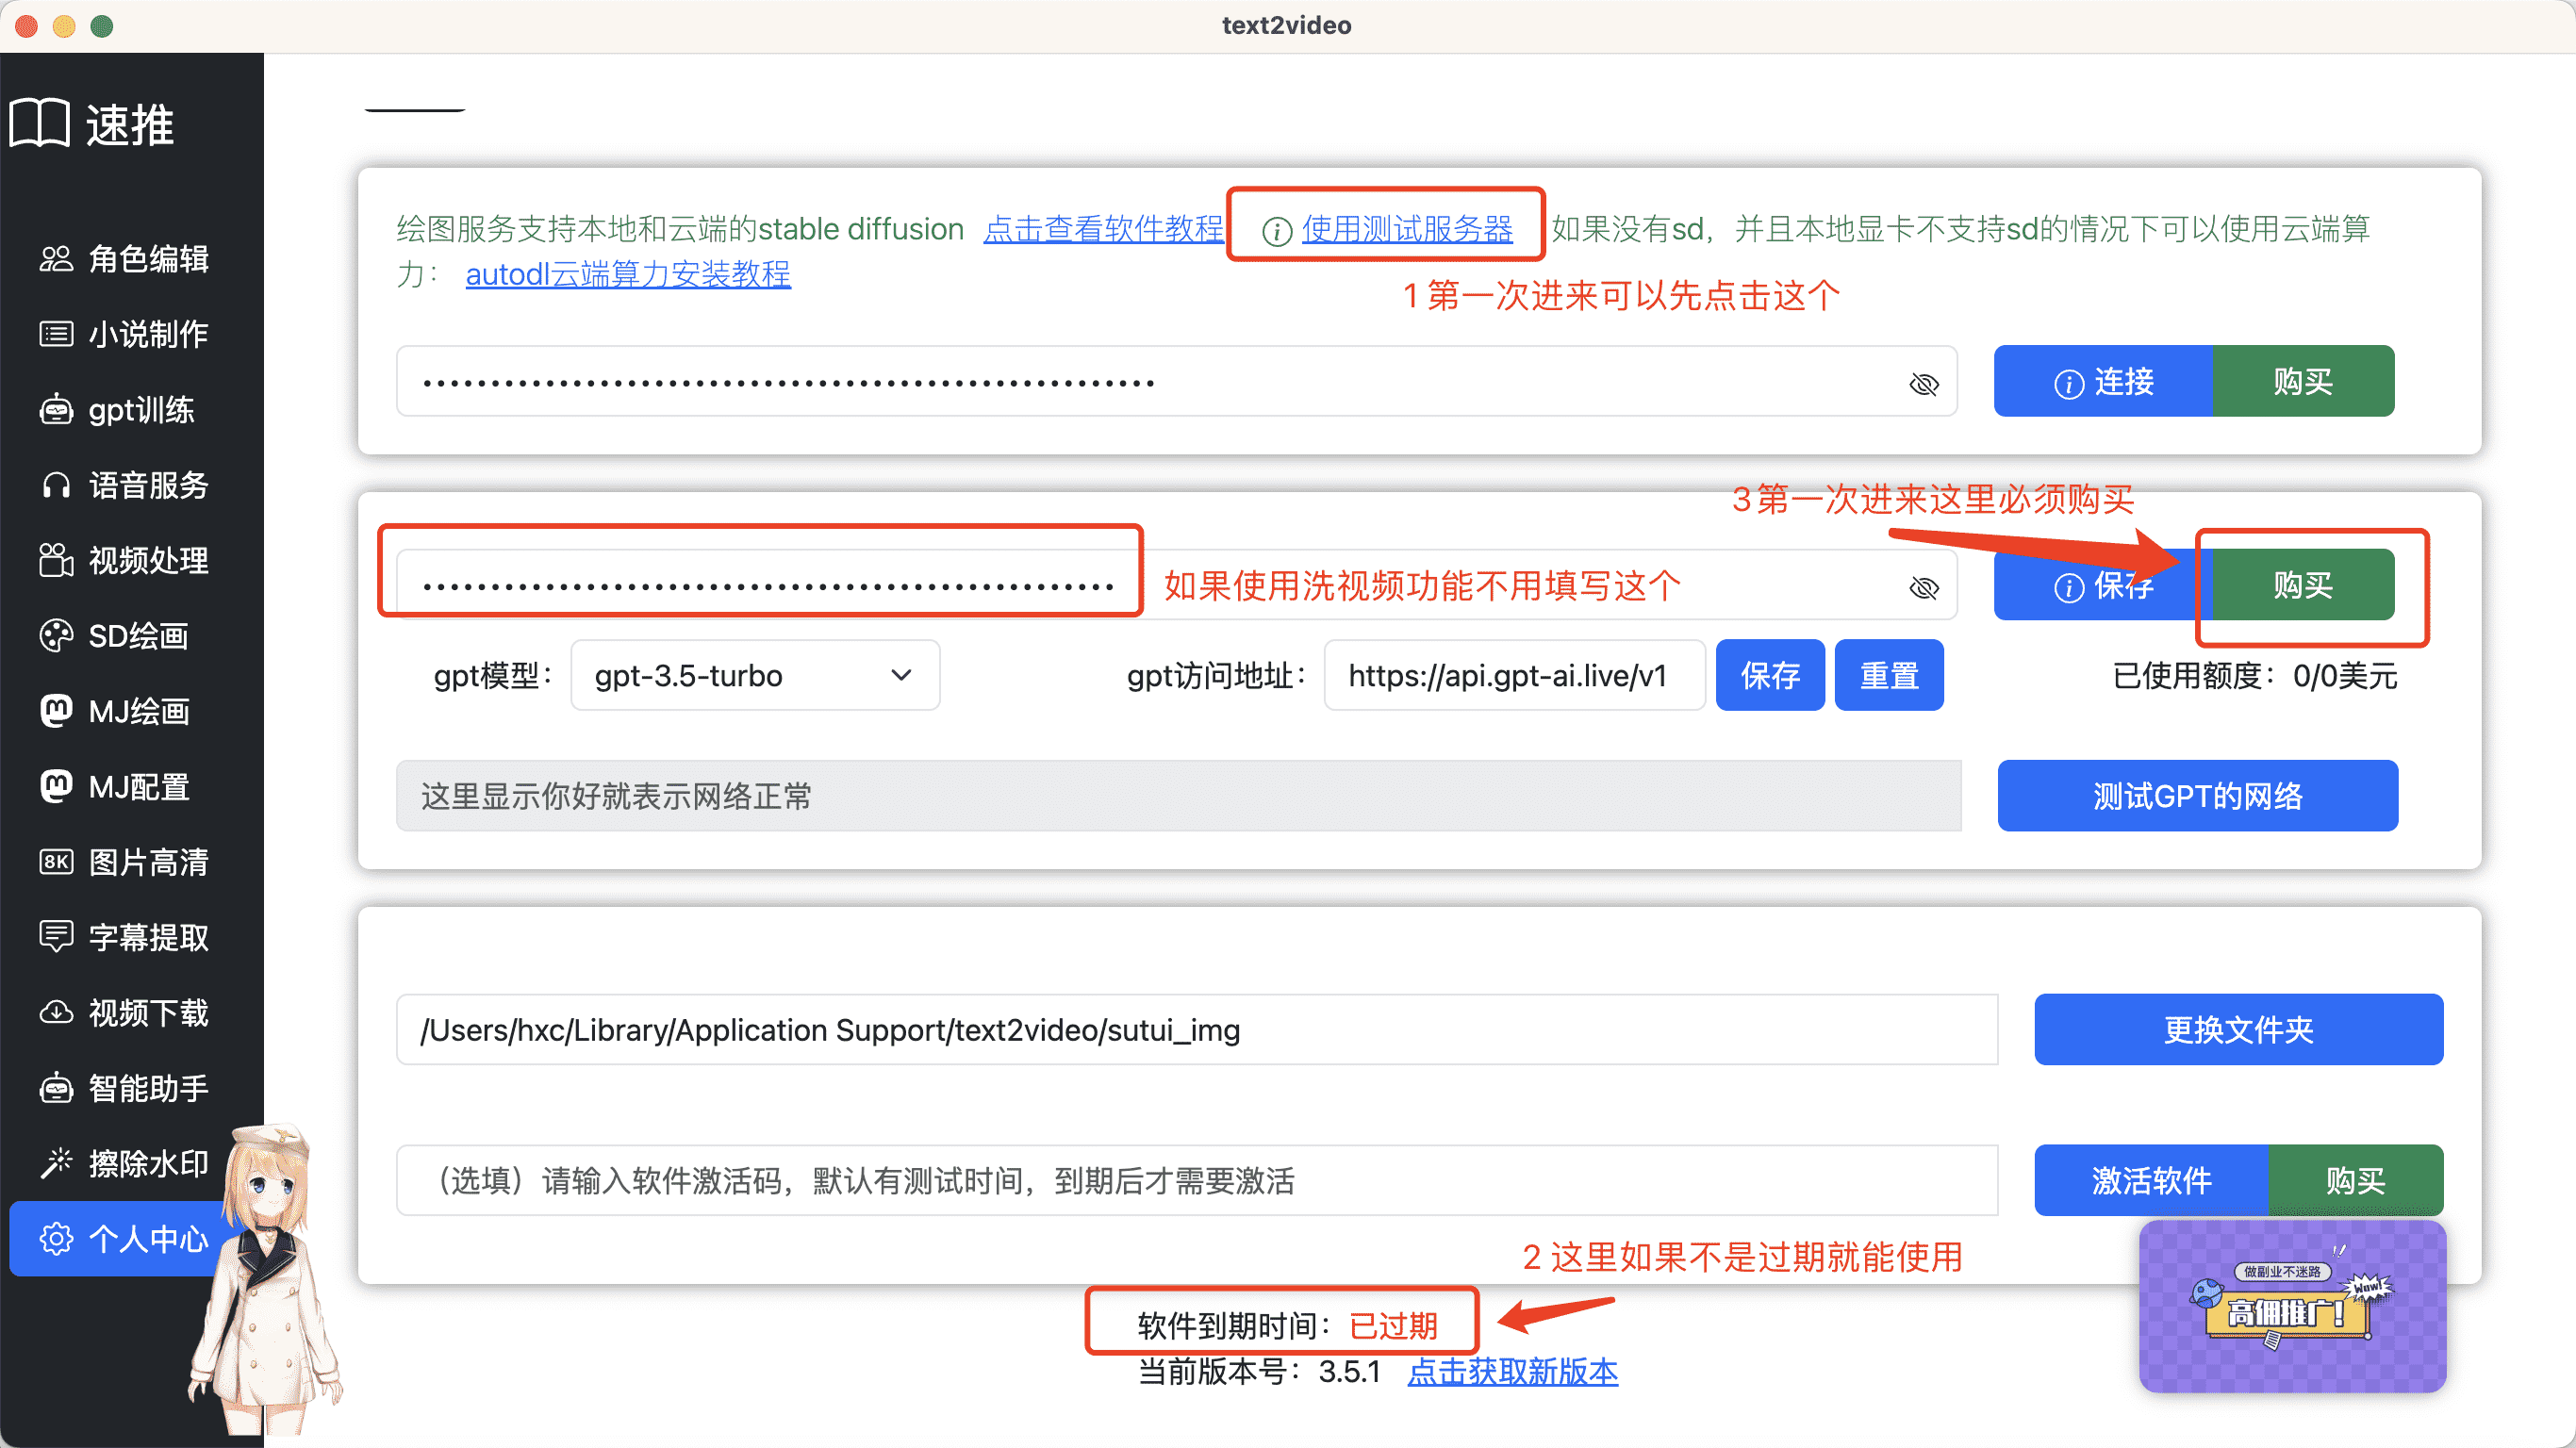 text2video
速推
角色编辑
小说制作
gpt训练
语音服务
视频处理
SD绘画
MJ绘画
MJ配置
8K 图片高清
字幕提取
视频下载
智能助手
擦除水印
个人中心
绘图服务支持本地和云端的stable diffusion 点击查看软件教程 使用测试服务器 如果没有sd，并且本地显卡不支持sd的情况下可以使用云端算
力： autodl云端算力安装教程
1 第一次进来可以先点击这个
连接 购买
3 第一次进来这里必须购买
如果使用洗视频功能不用填写这个
保存 购买
gpt模型： gpt-3.5-turbo gpt访问地址： https://api.gpt-ai.live/v1 保存 重置 已使用额度：0/0美元
这里显示你好就表示网络正常 测试GPT的网络
/Users/hxc/Library/Application Support/text2video/sutui_img 更换文件夹
（选填）请输入软件激活码，默认有测试时间，到期后才需要激活 激活软件 购买
2 这里如果不是过期就能使用
软件到期时间：已过期
当前版本号：3.5.1 点击获取新版本
做副业不迷路
Wow!
高佣推广!